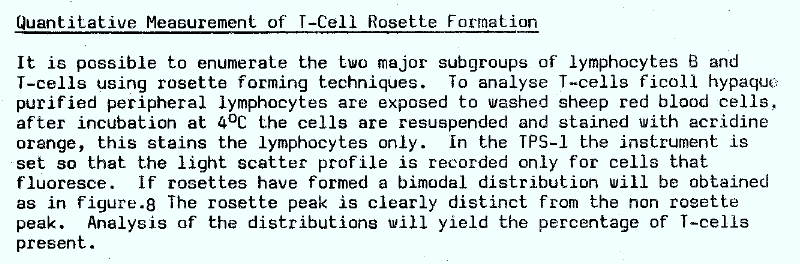 Quantitative Measurement of T-Cell Rosette Formation
It is possible to enumerate the two major subgroups of lymphocytes B and
T-cells using rosette forming techniques. To analyse T-cells ficoll hypaque
purified peripheral lymphocytes are exposed to washed sheep red blood cells,
after incubation at 4°C the cells are resuspended and stained with acridine
orange, this stains the lymphocytes only. In the TPS-1 the instrument is
set so that the light scatter profile is recorded only for cells that
fluoresce. If rosettes have formed a bimodal distribution will be obtained
as in figure.8 The rosette peak is clearly distinct from the non rosette
peak. Analysis of the distributions will yield the percentage of T-cells
present.